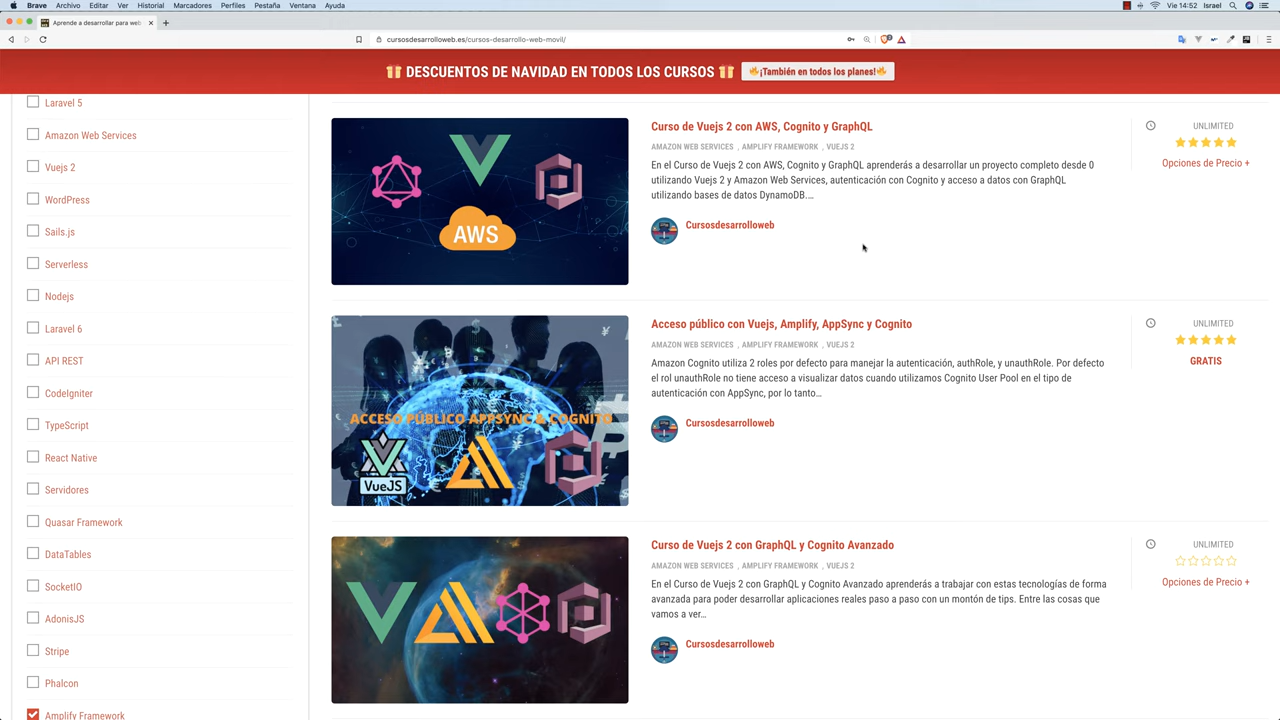 Brave Archivo Editar Ver Historial Marcadores Perfiles Pestaña Ventana Ayuda
Vie 14:52 Israel
Aprende a desarrollar para web
cursosdesarrolloweb.es/cursos-desarrollo-web-movil/
DESCUENTOS DE NAVIDAD EN TODOS LOS CURSOS
¡También en todos los planes!
Laravel 5
Amazon Web Services
Vuejs 2
WordPress
Sails.js
Serverless
Nodejs
Laravel 6
API REST
CodeIgniter
TypeScript
React Native
Servidores
Quasar Framework
DataTables
SocketIO
AdonisJS
Stripe
Phalcon
Amplify Framework
AWS
Curso de Vuejs 2 con AWS, Cognito y GraphQL
AMAZON WEB SERVICES , AMPLIFY FRAMEWORK , VUEJS 2
En el Curso de Vuejs 2 con AWS, Cognito y GraphQL aprenderás a desarrollar un proyecto completo desde 0
utilizando Vuejs 2 y Amazon Web Services, autenticación con Cognito y acceso a datos con GraphQL
utilizando bases de datos DynamoDB.…
Cursosdesarrolloweb
UNLIMITED
Opciones de Precio +
ACCESO PÚBLICO APPSYNC & COGNITO
VueJS
Acceso público con Vuejs, Amplify, AppSync y Cognito
AMAZON WEB SERVICES , AMPLIFY FRAMEWORK , VUEJS 2
Amazon Cognito utiliza 2 roles por defecto para manejar la autenticación, authRole, y unauthRole. Por defecto
el rol unauthRole no tiene acceso a visualizar datos cuando utilizamos Cognito User Pool en el tipo de
autenticación con AppSync, por lo tanto…
Cursosdesarrolloweb
UNLIMITED
GRATIS
Curso de Vuejs 2 con GraphQL y Cognito Avanzado
AMAZON WEB SERVICES , AMPLIFY FRAMEWORK , VUEJS 2
En el Curso de Vuejs 2 con GraphQL y Cognito Avanzado aprenderás a trabajar con estas tecnologías de forma
avanzada para poder desarrollar aplicaciones reales paso a paso con un montón de tips. Entre las cosas que
vamos a ver…
Cursosdesarrolloweb
UNLIMITED
Opciones de Precio +